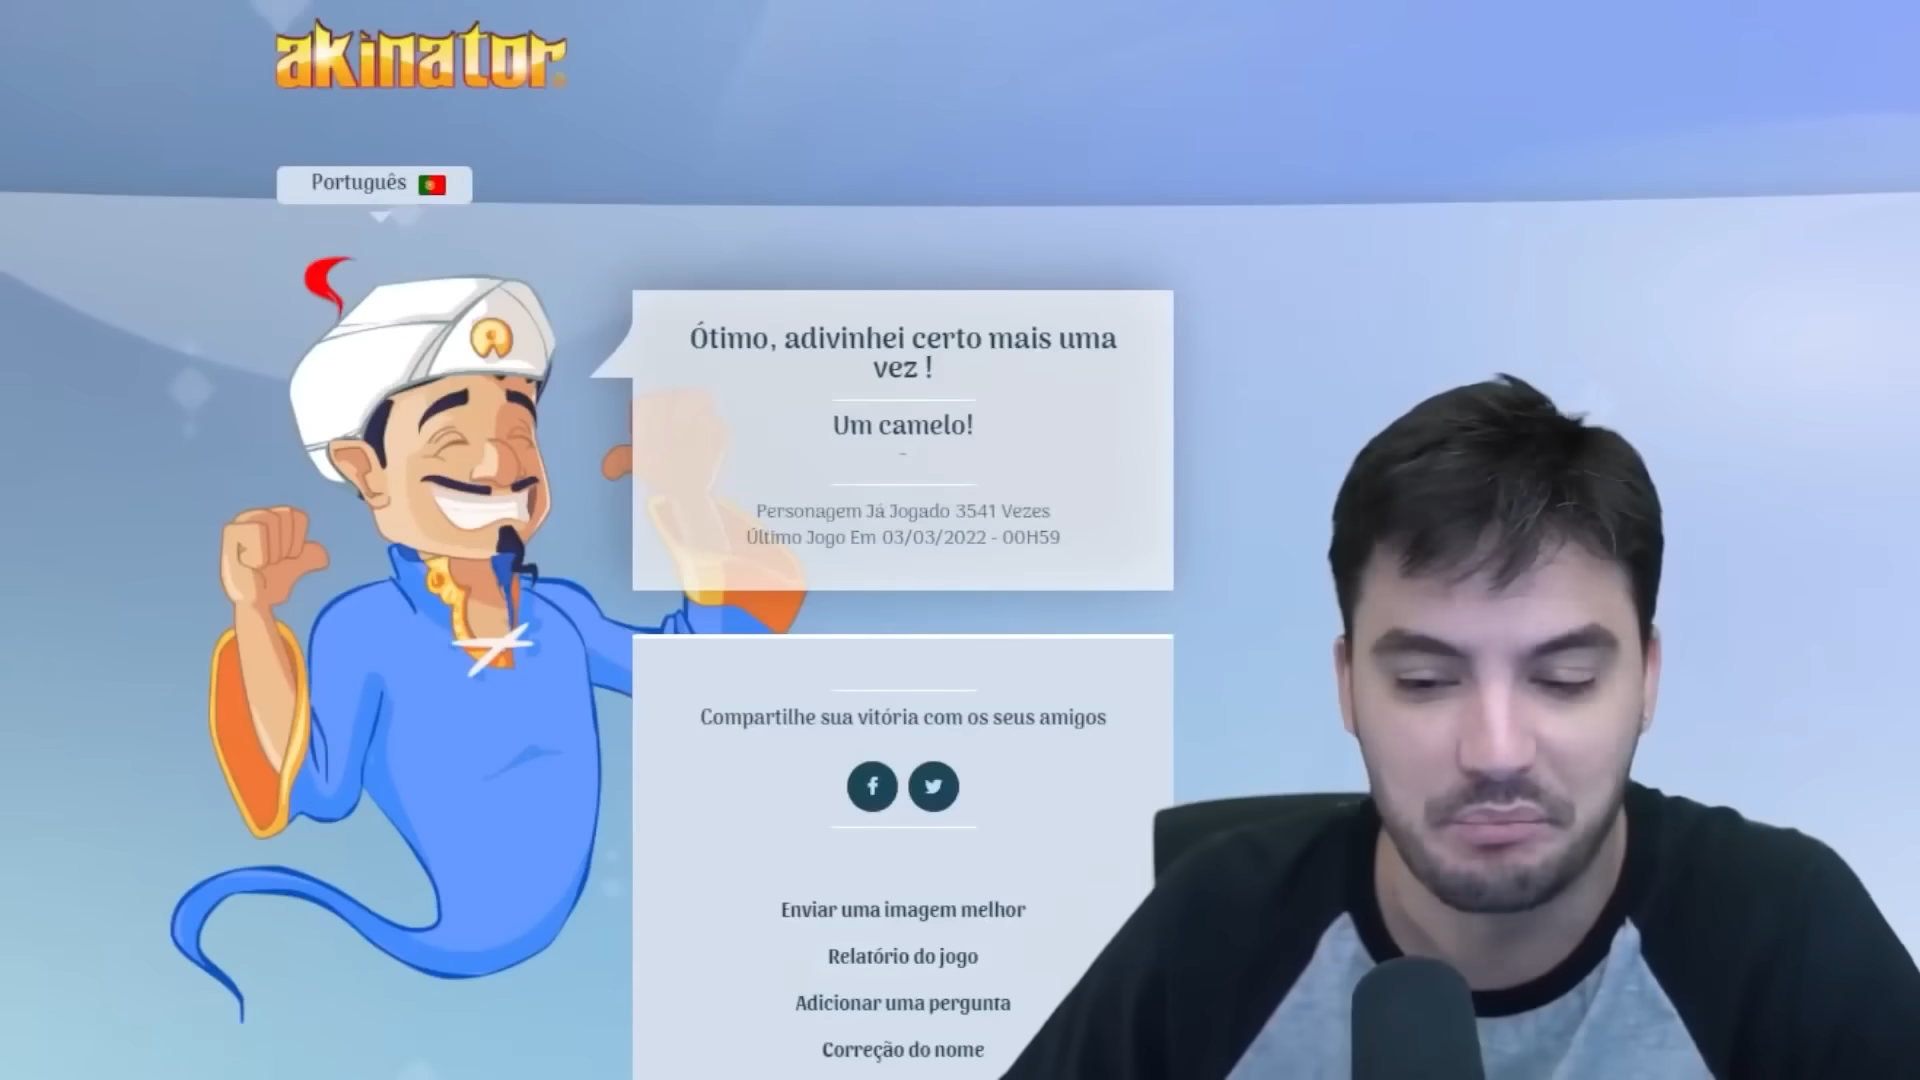 akinator
Português
Ótimo, adivinhei certo mais uma
vez !
Um camelo!
-
Personagem Já Jogado 3541 Vezes
Último Jogo Em 03/03/2022 - 00H59
Compartilhe sua vitória com os seus amigos
Enviar uma imagem melhor
Relatório do jogo
Adicionar uma pergunta
Correção do nome